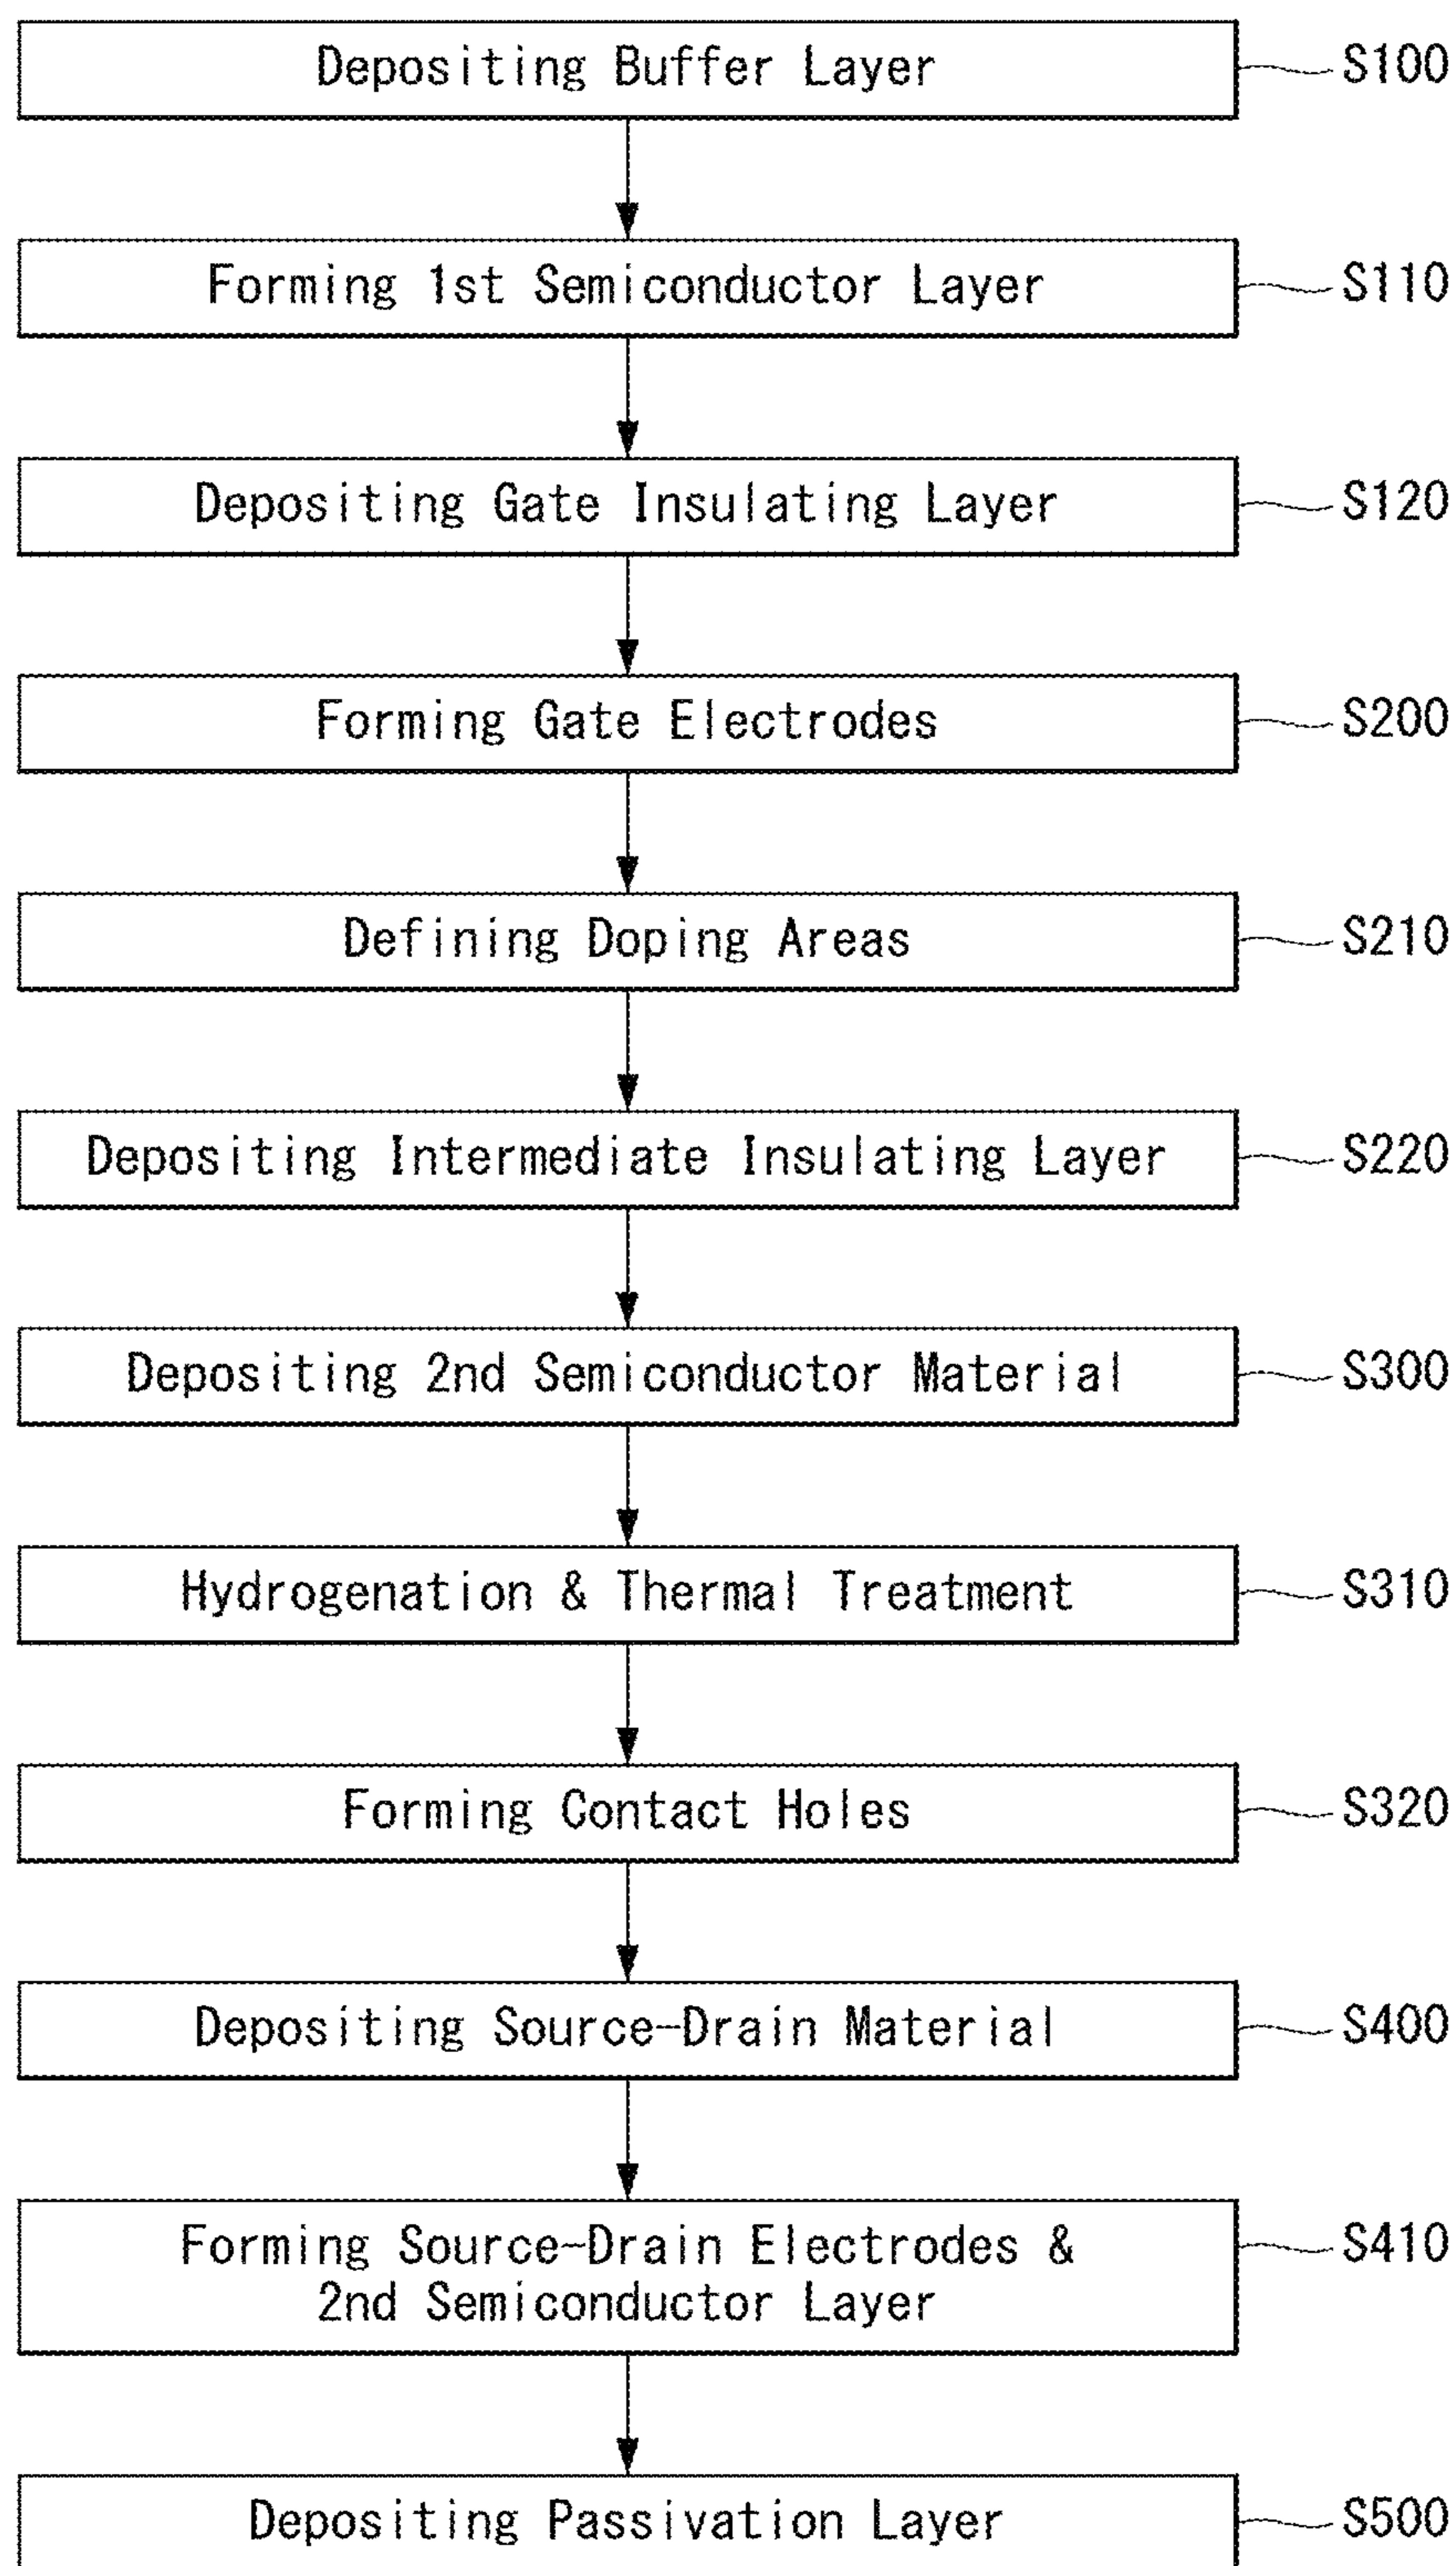 Depositing Buffer Layer S100
Forming 1st Semiconductor Layer S110
Depositing Gate Insulating Layer S120
Forming Gate Electrodes S200
Defining Doping Areas S210
Depositing Intermediate Insulating Layer S220
Depositing 2nd Semiconductor Material S300
Hydrogenation & Thermal Treatment S310
Forming Contact Holes S320
Depositing Source-Drain Material S400
Forming Source-Drain Electrodes & S410
2nd Semiconductor Layer
Depositing Passivation Layer S500